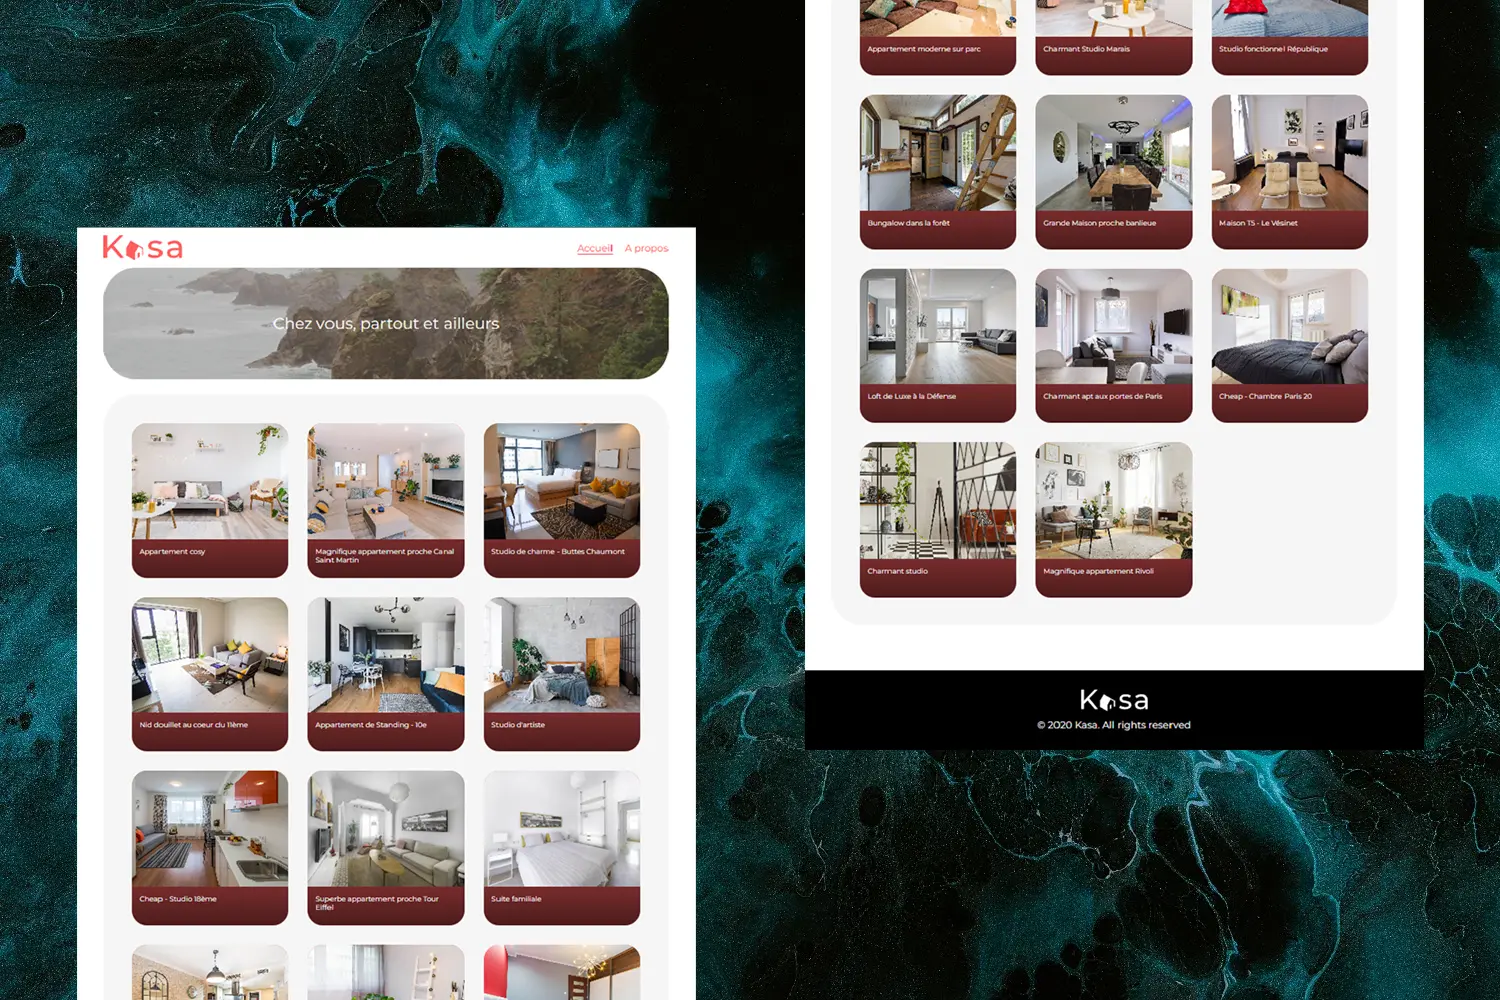 Kasa
Accueil A propos
Chez vous, partout et ailleurs
Appartement cosy
Magnifique appartement proche Canal
Saint Martin
Studio de charme - Buttes Chaumont
Nid douillet au coeur du 11ème
Appartement de Standing - 10e
Studio d'artiste
Cheap - Studio 18ème
Superbe appartement proche Tour
Eiffel
Suite familiale
Appartement moderne sur parc
Charmant Studio Marais
Studio fonctionnel République
Bungalow dans la forêt
Grande Maison proche banlieue
Maison T5 - Le Vésinet
Loft de Luxe à la Défense
Charmant apt aux portes de Paris
Cheap - Chambre Paris 20
Charmant studio
Magnifique appartement Rivoli
Kasa
© 2020 Kasa. All rights reserved